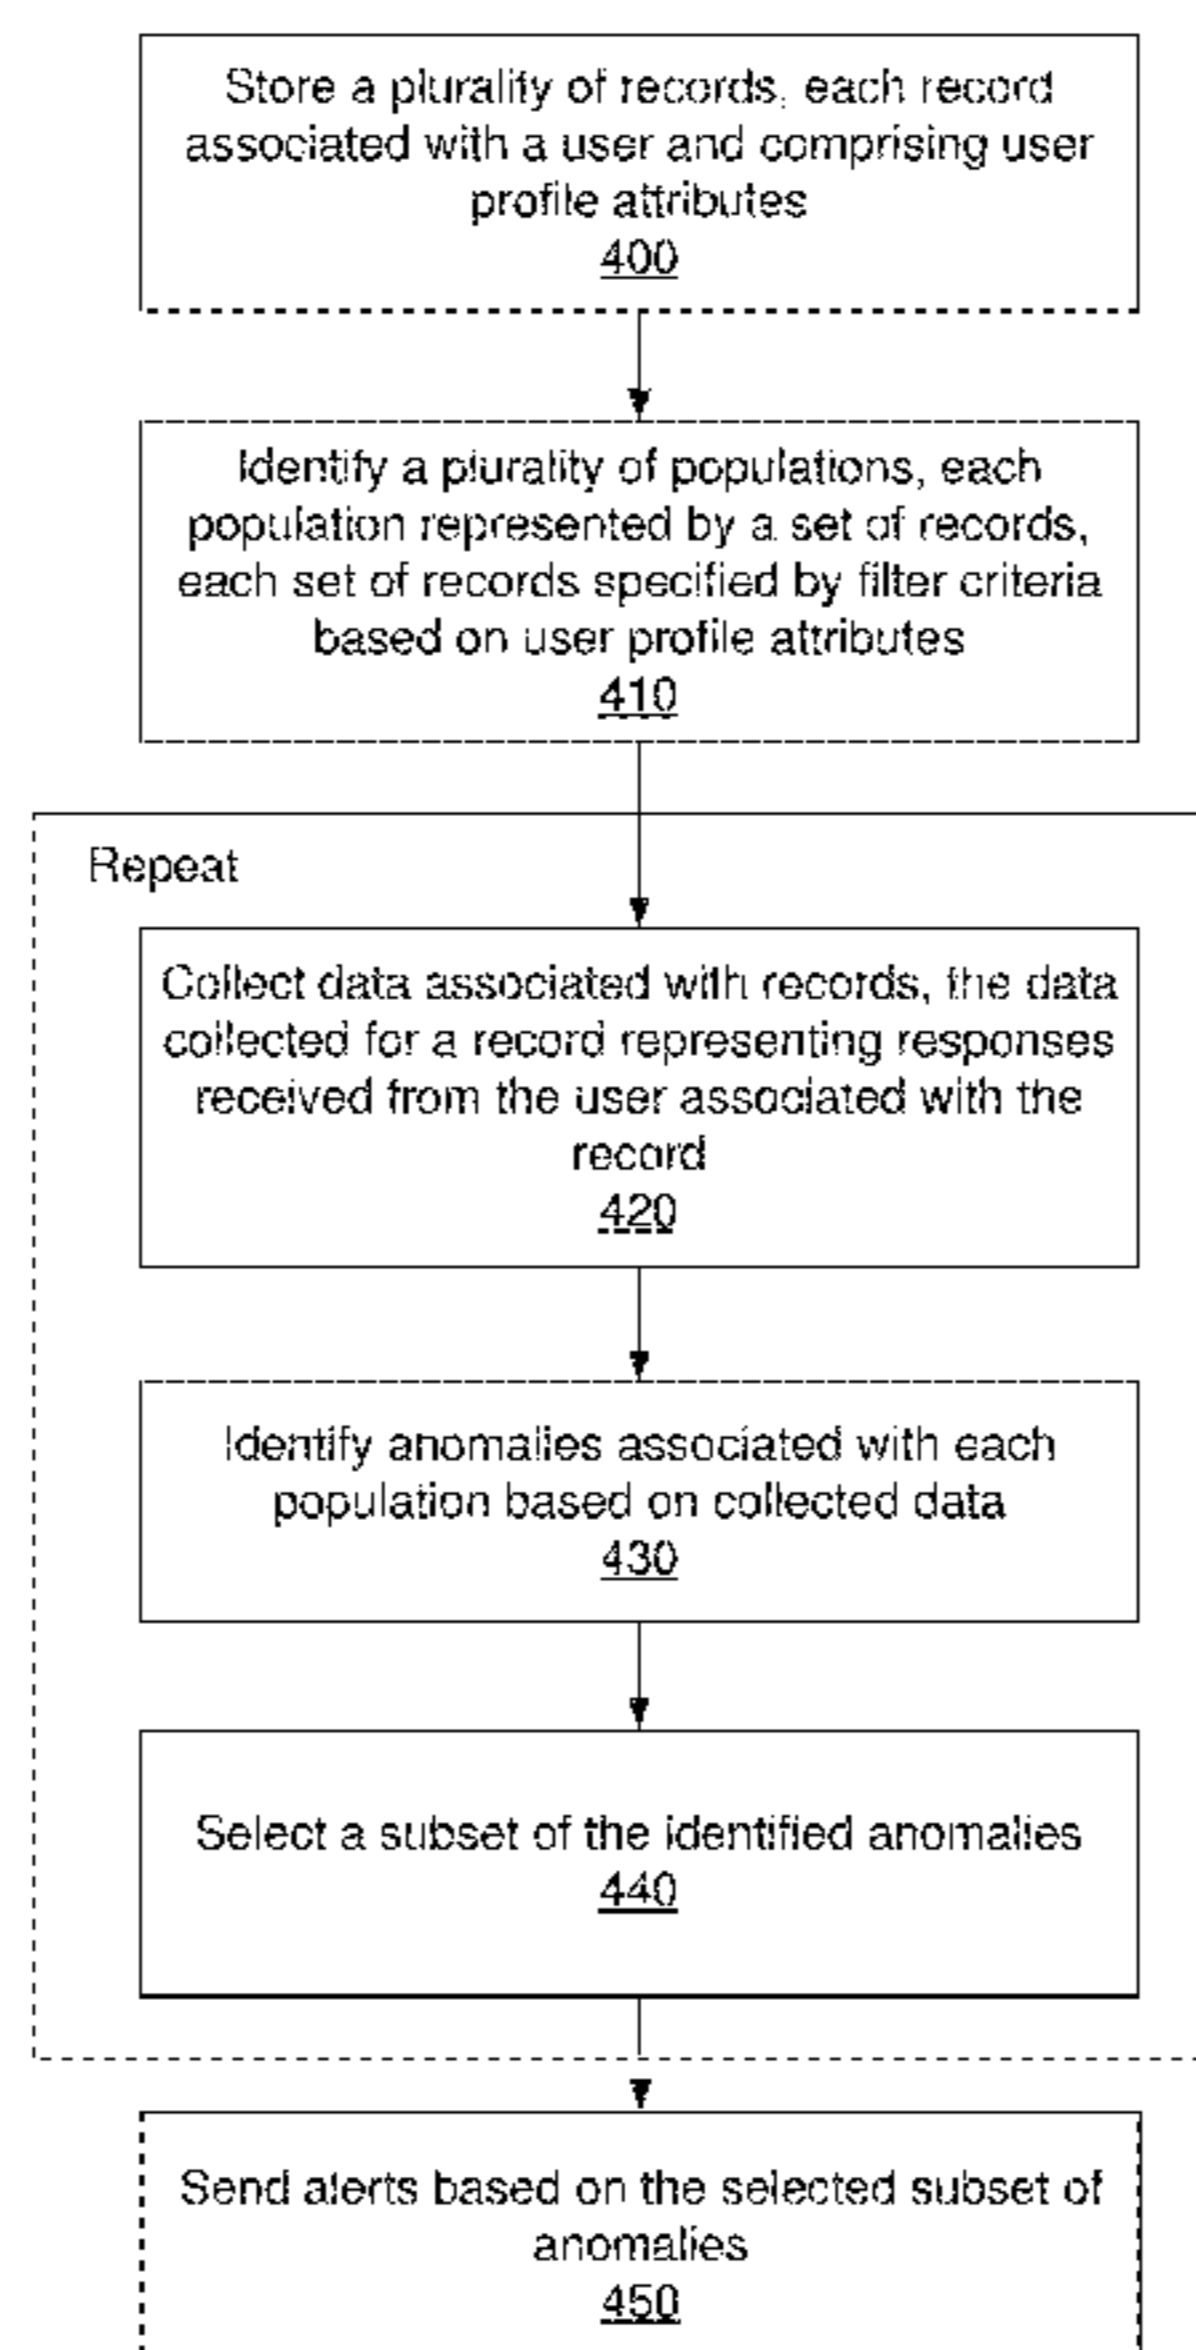 Store a plurality of records, each record
associated with a user and comprising user
profile attributes
400
Identify a plurality of populations, each
population represented by a set of records,
each set of records specified by filter criteria
based on user profile attributes
410
Repeat
Collect data associated with records, the data
collected for a record representing responses
received from the user associated with the
record
420
Identify anomalies associated with each
population based on collected data
430
Select a subset of the identified anomalies
440
Send alerts based on the selected subset of
anomalies
450